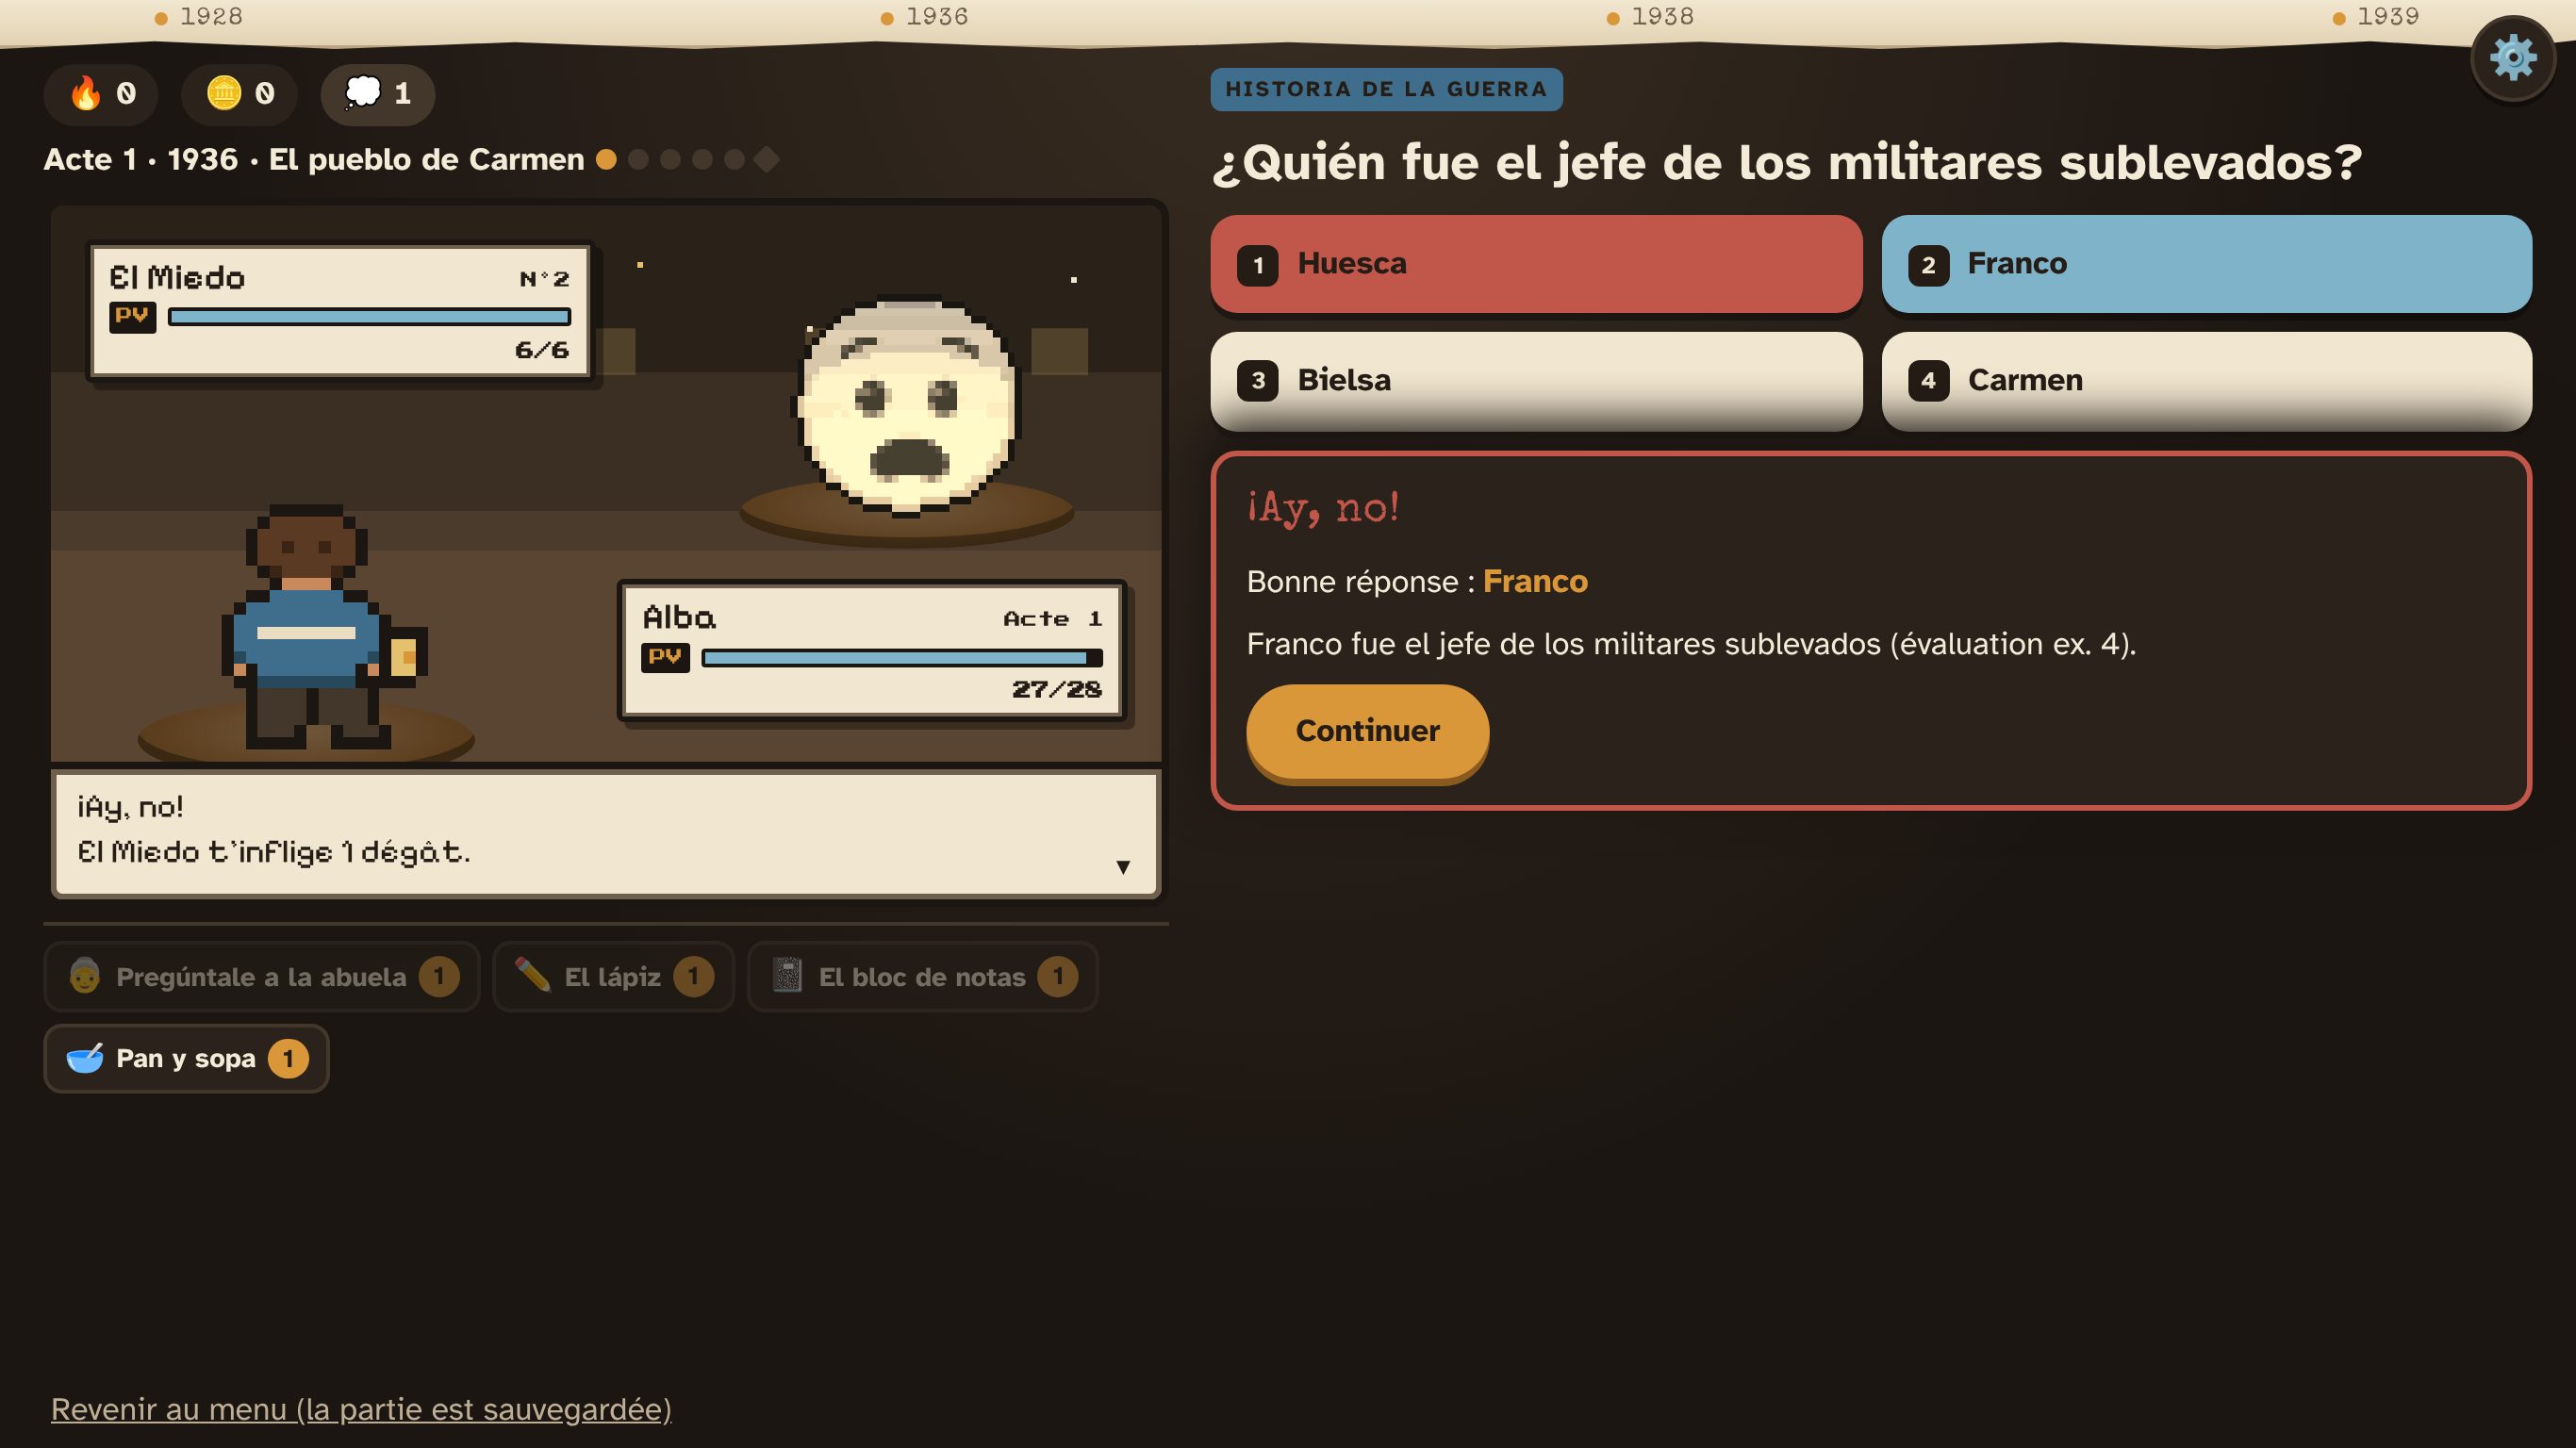 1928 1936 1938 1939
0 0 1
Acte 1 · 1936 · El pueblo de Carmen
El Miedo N°2
PV
6/6
Alba Acte 1
PV
27/28
¡Ay, no!
El Miedo t'inflige 1 dégât.
▼
Pregúntale a la abuela 1 El lápiz 1 El bloc de notas 1
Pan y sopa 1
Revenir au menu (la partie est sauvegardée)
HISTORIA DE LA GUERRA
¿Quién fue el jefe de los militares sublevados?
1 Huesca 2 Franco
3 Bielsa 4 Carmen
¡Ay, no!
Bonne réponse : Franco
Franco fue el jefe de los militares sublevados (évaluation ex. 4).
Continuer